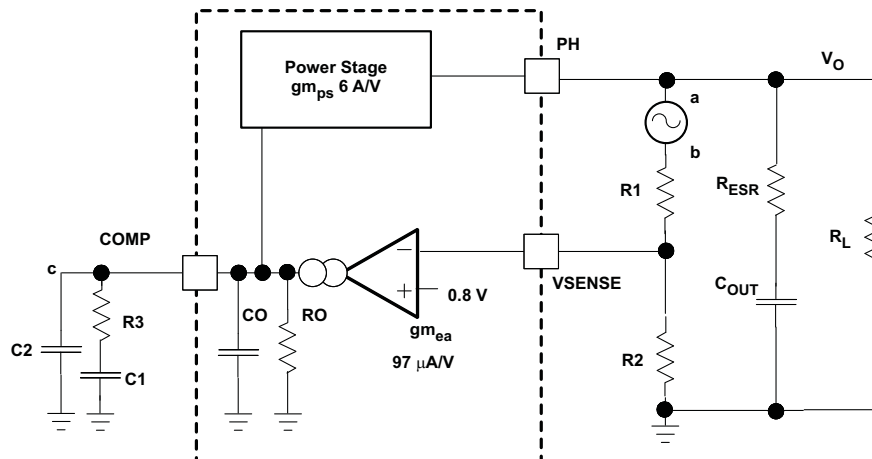 PH
Power Stage
gmps 6 A/V
VO
a
b
R1
RESR
RL
COMP
VSENSE
c
0.8 V
R3
CO
RO
COUT
gmea
R2
C2
C1
97 μA/V